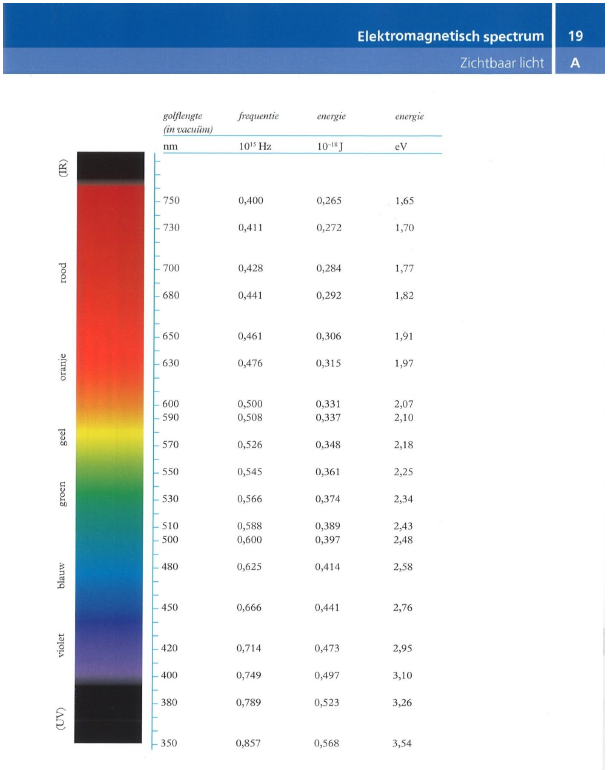 Elektromagnetisch spectrum 19
Zichtbaar licht A
golflengte frequentie energie energie
(in vacuüm)
nm 10¹⁵ Hz 10⁻¹⁸ J eV
(IR)
750 0,400 0,265 1,65
730 0,411 0,272 1,70
rood
700 0,428 0,284 1,77
680 0,441 0,292 1,82
650 0,461 0,306 1,91
oranje
630 0,476 0,315 1,97
600 0,500 0,331 2,07
590 0,508 0,337 2,10
geel
570 0,526 0,348 2,18
550 0,545 0,361 2,25
groen
530 0,566 0,374 2,34
510 0,588 0,389 2,43
500 0,600 0,397 2,48
blauw
480 0,625 0,414 2,58
450 0,666 0,441 2,76
violet
420 0,714 0,473 2,95
400 0,749 0,497 3,10
380 0,789 0,523 3,26
(UV)
350 0,857 0,568 3,54